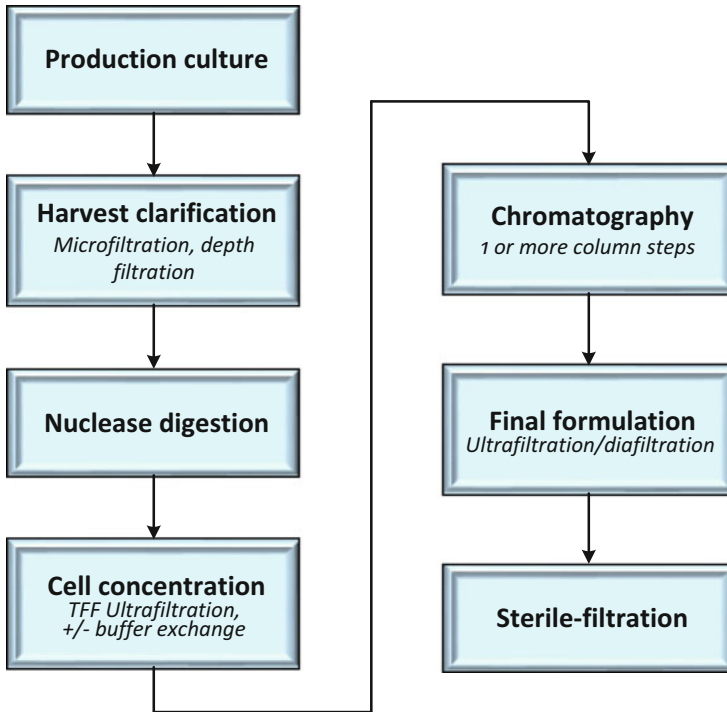 Production culture
Harvest clarification
Microfiltration, depth
filtration
Nuclease digestion
Cell concentration
TFF Ultrafiltration,
+/- buffer exchange
Chromatography
1 or more column steps
Final formulation
Ultrafiltration/diafiltration
Sterile-filtration